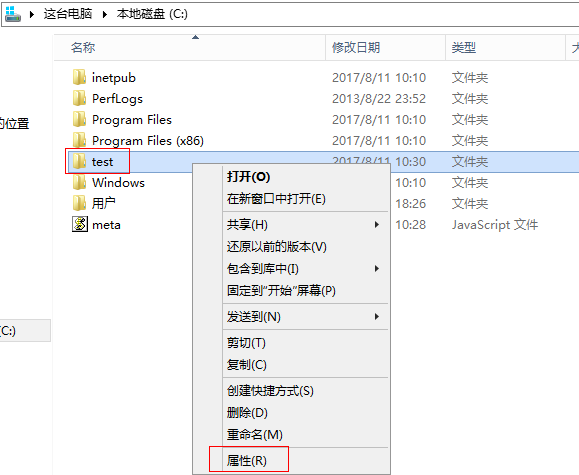 这台电脑 本地磁盘 (C:)
名称 修改日期 类型
inetpub 2017/8/11 10:10 文件夹
PerfLogs 2013/8/22 23:52 文件夹
的位置
Program Files 2017/8/11 10:10 文件夹
Program Files (x86) 2017/8/11 10:10 文件夹
test 2017/8/11 10:30 文件夹
Windows 10:10 文件夹
用户 18:26 文件夹
meta 10:28 JavaScript 文件
(C:)
打开(O)
在新窗口中打开(E)
共享(H)
还原以前的版本(V)
包含到库中(I)
固定到"开始"屏幕(P)
发送到(N)
剪切(T)
复制(C)
创建快捷方式(S)
删除(D)
重命名(M)
属性(R)